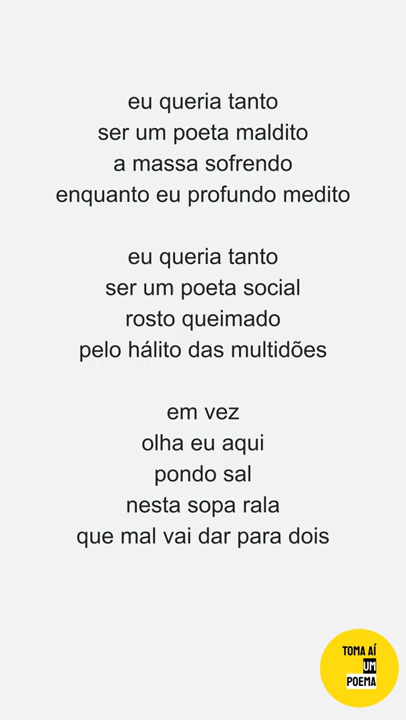 eu queria tanto
ser um poeta maldito
a massa sofrendo
enquanto eu profundo medito
eu queria tanto
ser um poeta social
rosto queimado
pelo hálito das multidões
em vez
olha eu aqui
pondo sal
nesta sopa rala
que mal vai dar para dois
TOMA AÍ
UM
POEMA